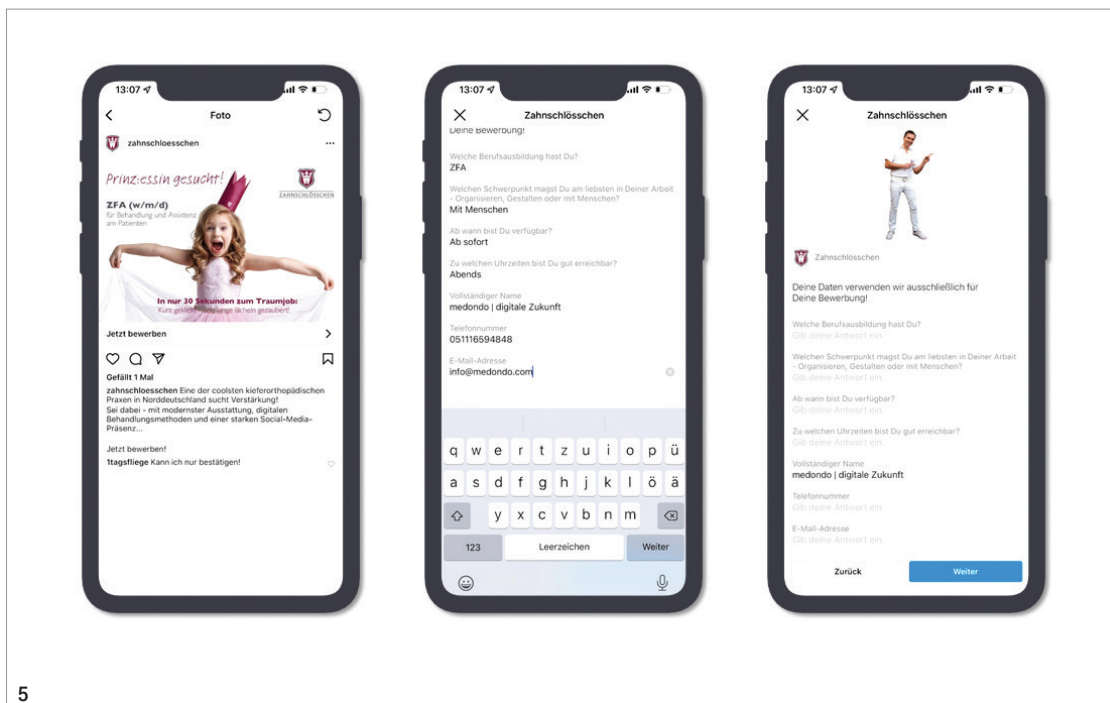 13:07
Foto
zahnschloesschen
Prinz:essin gesucht!
ZAHNSCHLÖSSCHEN
ZFA (w/m/d)
für Behandlung und Assistenz
am Patienten
In nur 30 Sekunden zum Traumjob:
Kurz geklickt
lange lächeln gezaubert!
Jetzt bewerben
Gefällt 1 Mal
zahnschloesschen Eine der coolsten kieferorthopädischen
Praxen in Norddeutschland sucht Verstärkung!
Sei dabei - mit modernster Ausstattung, digitalen
Behandlungsmethoden und einer starken Social-Media-
Präsenz...
Jetzt bewerben!
1tagsfliege Kann ich nur bestätigen!
13:07
Zahnschlösschen
Deine Bewerbung!
Welche Berufsausbildung hast Du?
ZFA
Welchen Schwerpunkt magst Du am liebsten in Deiner Arbeit
- Organisieren, Gestalten oder mit Menschen?
Mit Menschen
Ab wann bist Du verfügbar?
Ab sofort
Zu welchen Uhrzeiten bist Du gut erreichbar?
Abends
Vollständiger Name
medondo | digitale Zukunft
Telefonnummer
051116594848
E-Mail-Adresse
info@medondo.com
q w e r t z u i o p ü
a s d f g h j k l ö ä
y x c v b n m
123 Leerzeichen Weiter
13:07
Zahnschlösschen
Zahnschlösschen
Deine Daten verwenden wir ausschließlich für
Deine Bewerbung!
Welche Berufsausbildung hast Du?
Gib deine Antwort ein.
Welchen Schwerpunkt magst Du am liebsten in Deiner Arbeit
- Organisieren, Gestalten oder mit Menschen?
Gib deine Antwort ein.
Ab wann bist Du verfügbar?
Gib deine Antwort ein.
Zu welchen Uhrzeiten bist Du gut erreichbar?
Gib deine Antwort ein.
Vollständiger Name
medondo | digitale Zukunft
Telefonnummer
Gib deine Antwort ein.
E-Mail-Adresse
Gib deine Antwort ein.
Zurück Weiter
5